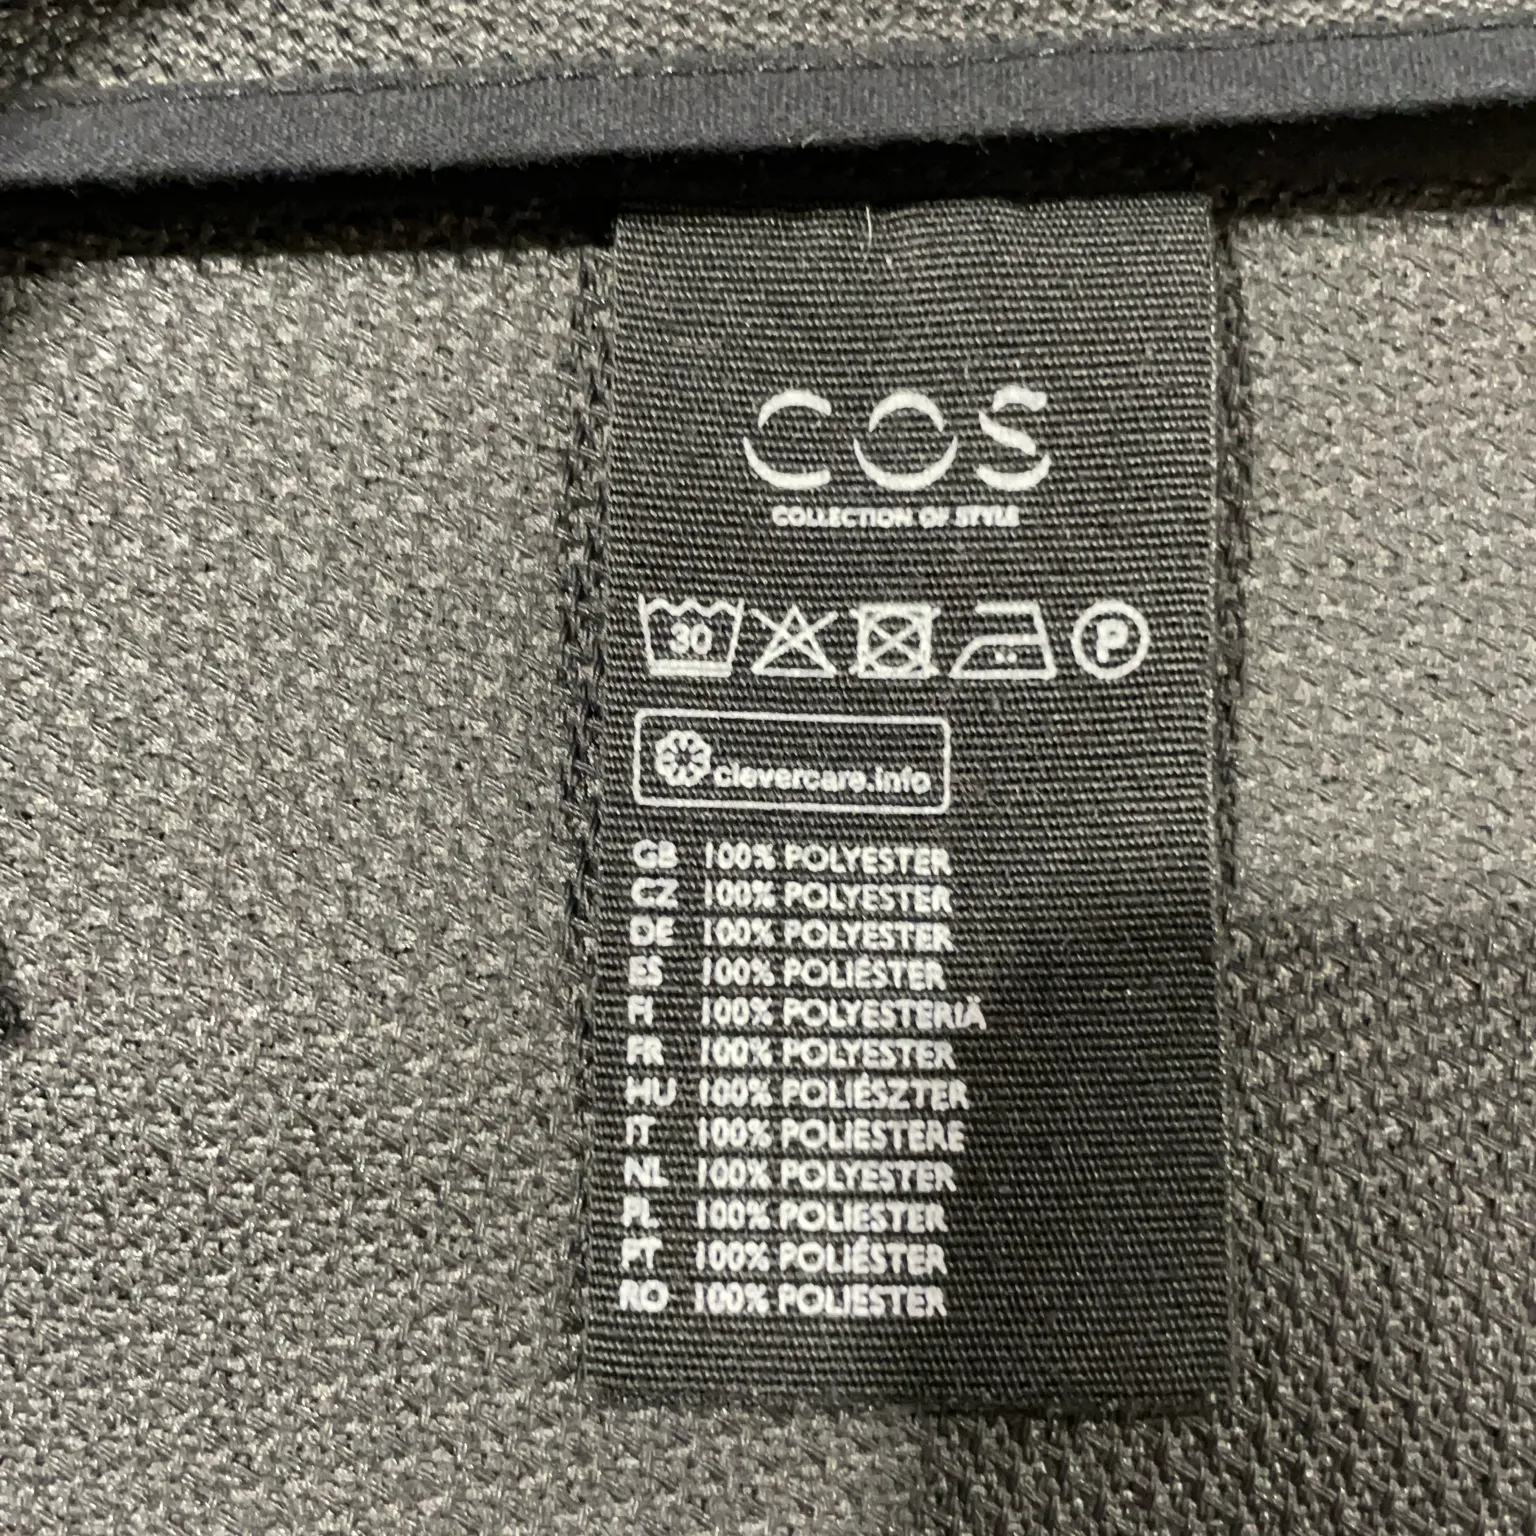 COS
COLLECTION OF STYLE
30 P
clevercare.info
GB 100% POLYESTER
CZ 100% POLYESTER
DE 100% POLYESTER
ES 100% POLIÉSTER
FI 100% POLYESTERIÄ
FR 100% POLYESTER
HU 100% POLIÉSZTER
IT 100% POLIESTERE
NL 100% POLYESTER
PL 100% POLIESTER
PT 100% POLIÉSTER
RO 100% POLIESTER